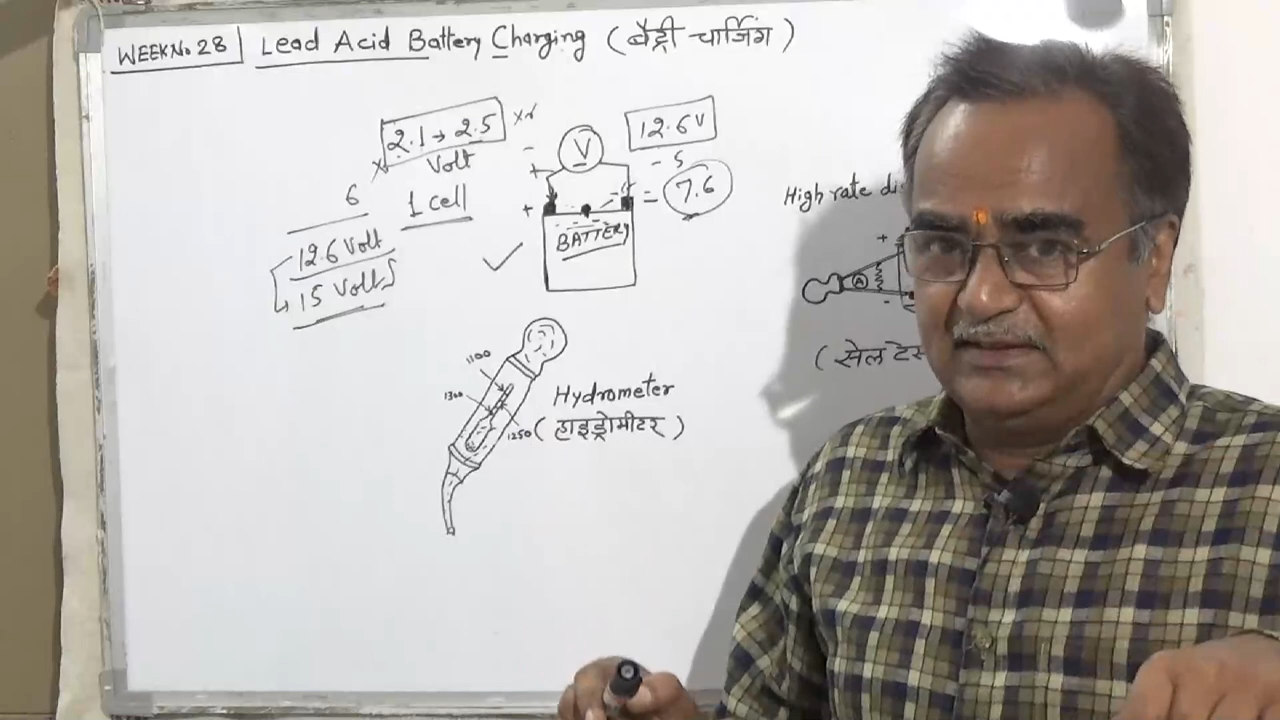 WEEK No 28 Lead Acid Battery Charging (बैट्री चार्जिंग)
2.1 → 2.5
Volt
1 cell
6
12.6 Volt
15 Volt
+ -
V
+
BATTERY
12.6 V
- 5
= 7.6
1100
1300
1250
Hydrometer
(हाइड्रोमीटर)
High rate
+
A
-
(सेल